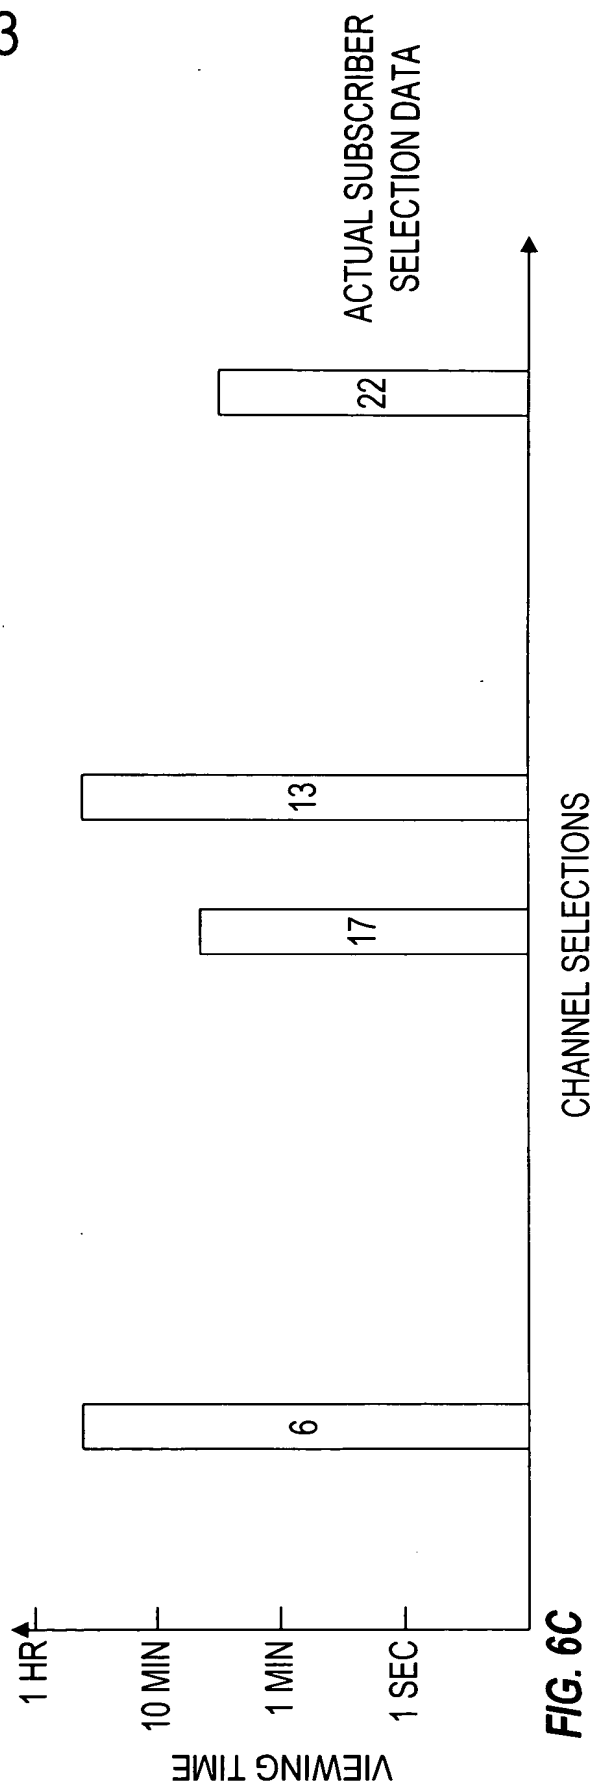 3
ACTUAL SUBSCRIBER
SELECTION DATA
VIEWING TIME
1 HR
10 MIN
1 MIN
1 SEC
6
17
13
22
CHANNEL SELECTIONS
FIG. 6C